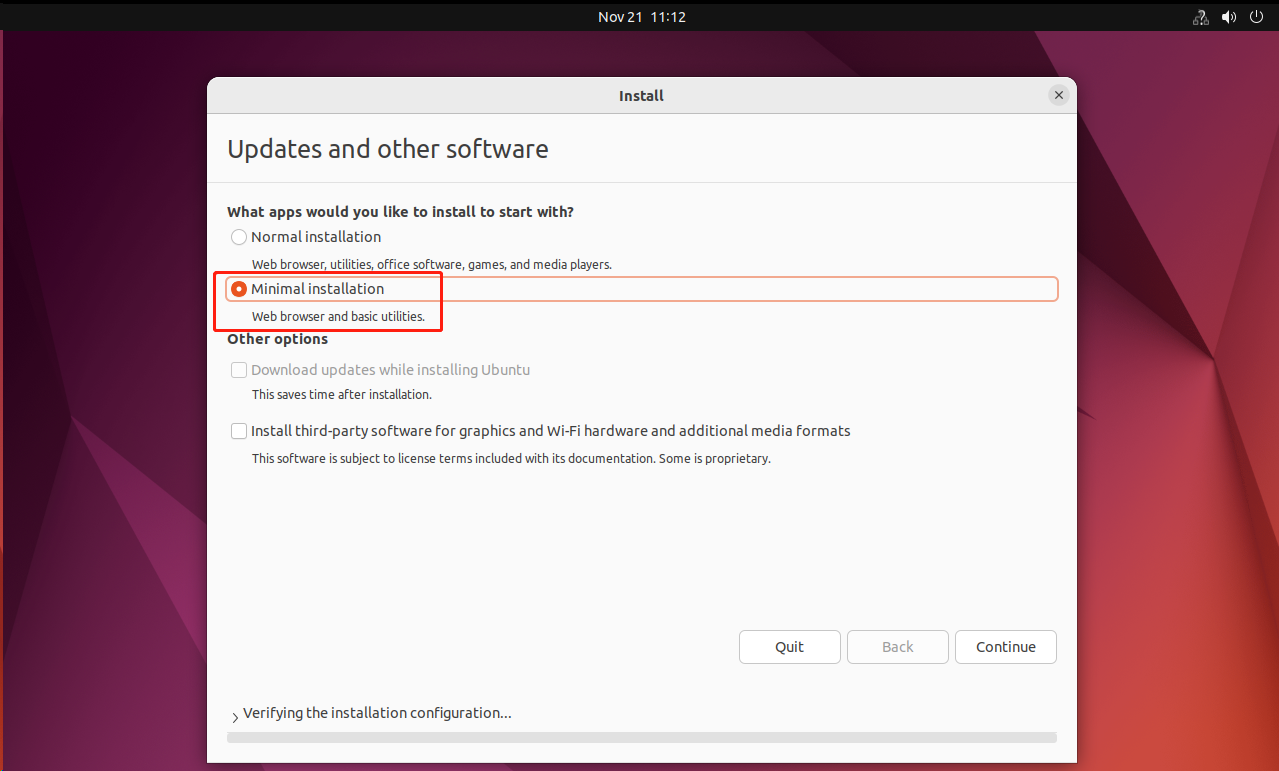 Nov 21 11:12
Install
Updates and other software
What apps would you like to install to start with?
Normal installation
Web browser, utilities, office software, games, and media players.
Minimal installation
Web browser and basic utilities.
Other options
Download updates while installing Ubuntu
This saves time after installation.
Install third-party software for graphics and Wi-Fi hardware and additional media formats
This software is subject to license terms included with its documentation. Some is proprietary.
Quit Back Continue
Verifying the installation configuration...